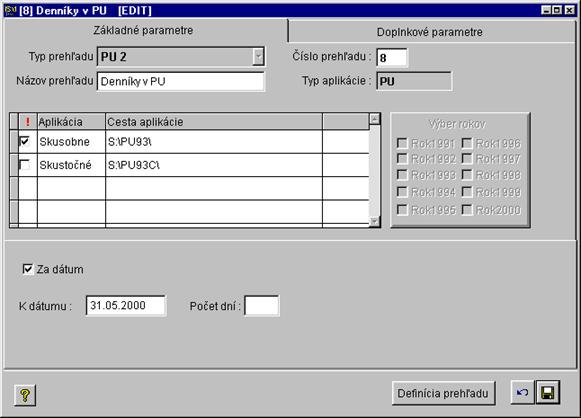 [8] Denníky v PU [EDIT]
Základné parametre
Doplnkové parametre
Typ prehľadu : PU 2
Číslo prehľadu : 8
Názov prehľadu : Denníky v PU
Typ aplikácie : PU
! Aplikácia Cesta aplikácie
Skusobne S:\PU93\
Skustočné S:\PU93C\
Výber rokov
Rok1991 Rok1996
Rok1992 Rok1997
Rok1993 Rok1998
Rok1994 Rok1999
Rok1995 Rok2000
Za dátum
K dátumu : 31.05.2000 Počet dní :
? Definícia prehľadu